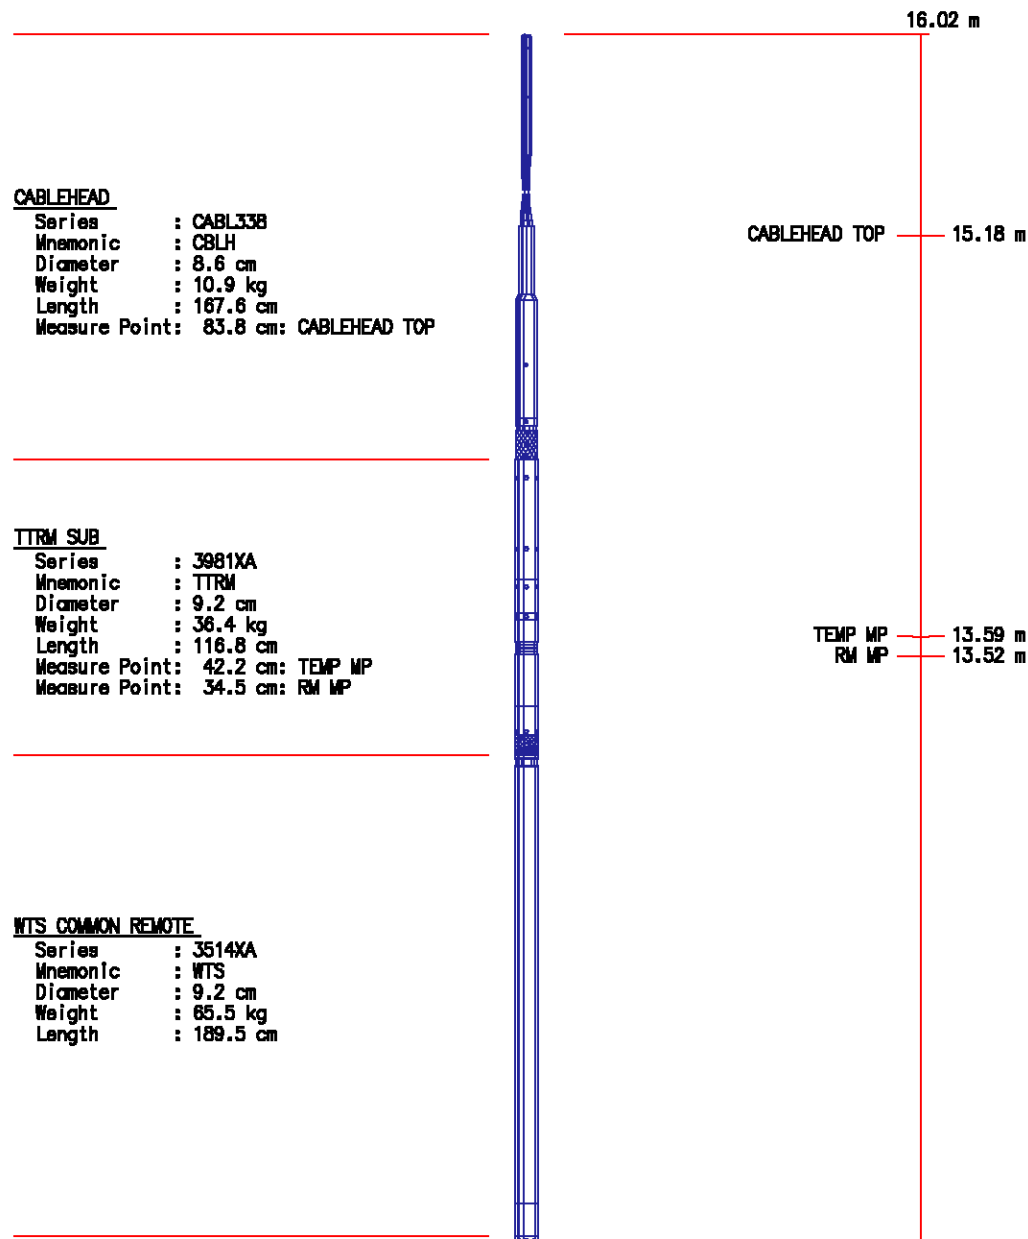 16.02 m
CABLEHEAD
Series : CABL338
Mnemonic : CBLH
Diameter : 8.6 cm
Weight : 10.9 kg
Length : 167.6 cm
Measure Point: 83.8 cm: CABLEHEAD TOP
CABLEHEAD TOP 15.18 m
TTRM SUB
Series : 3981XA
Mnemonic : TTRM
Diameter : 9.2 cm
Weight : 36.4 kg
Length : 116.8 cm
Measure Point: 42.2 cm: TEMP MP
Measure Point: 34.5 cm: RM MP
TEMP MP 13.59 m
RM MP 13.52 m
WTS COMMON REMOTE
Series : 3514XA
Mnemonic : WTS
Diameter : 9.2 cm
Weight : 65.5 kg
Length : 189.5 cm